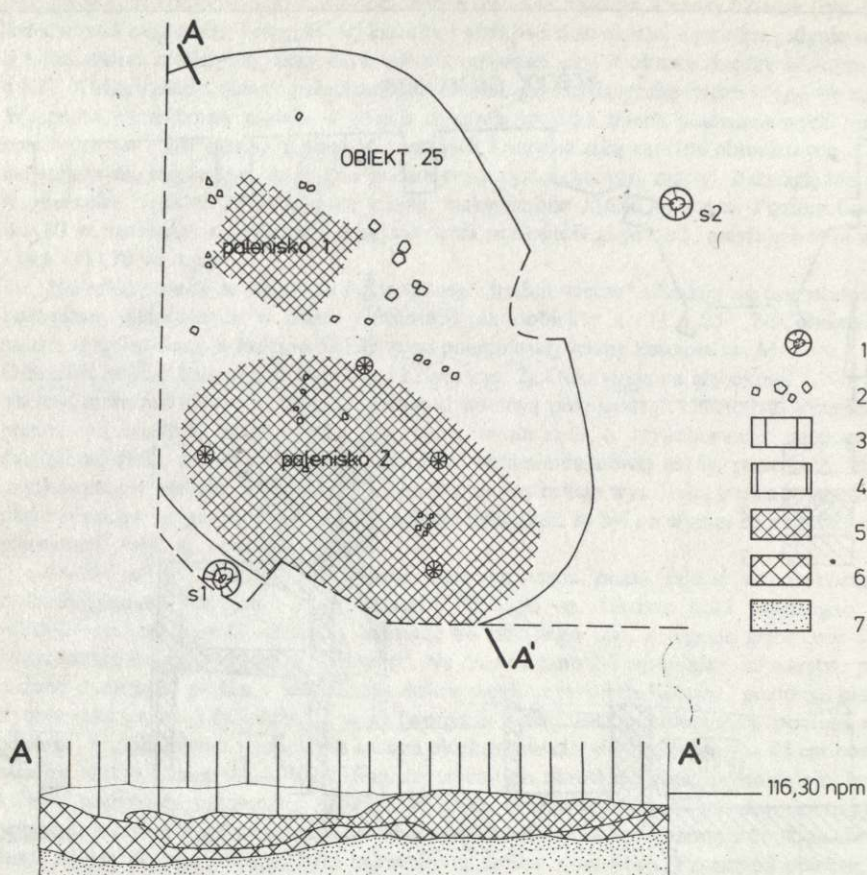 A
OBIEKT 25
s2
palenisko 1
palenisko 2
s1
A'
1
2
3
4
5
6
7
A
A'
116,30 npm